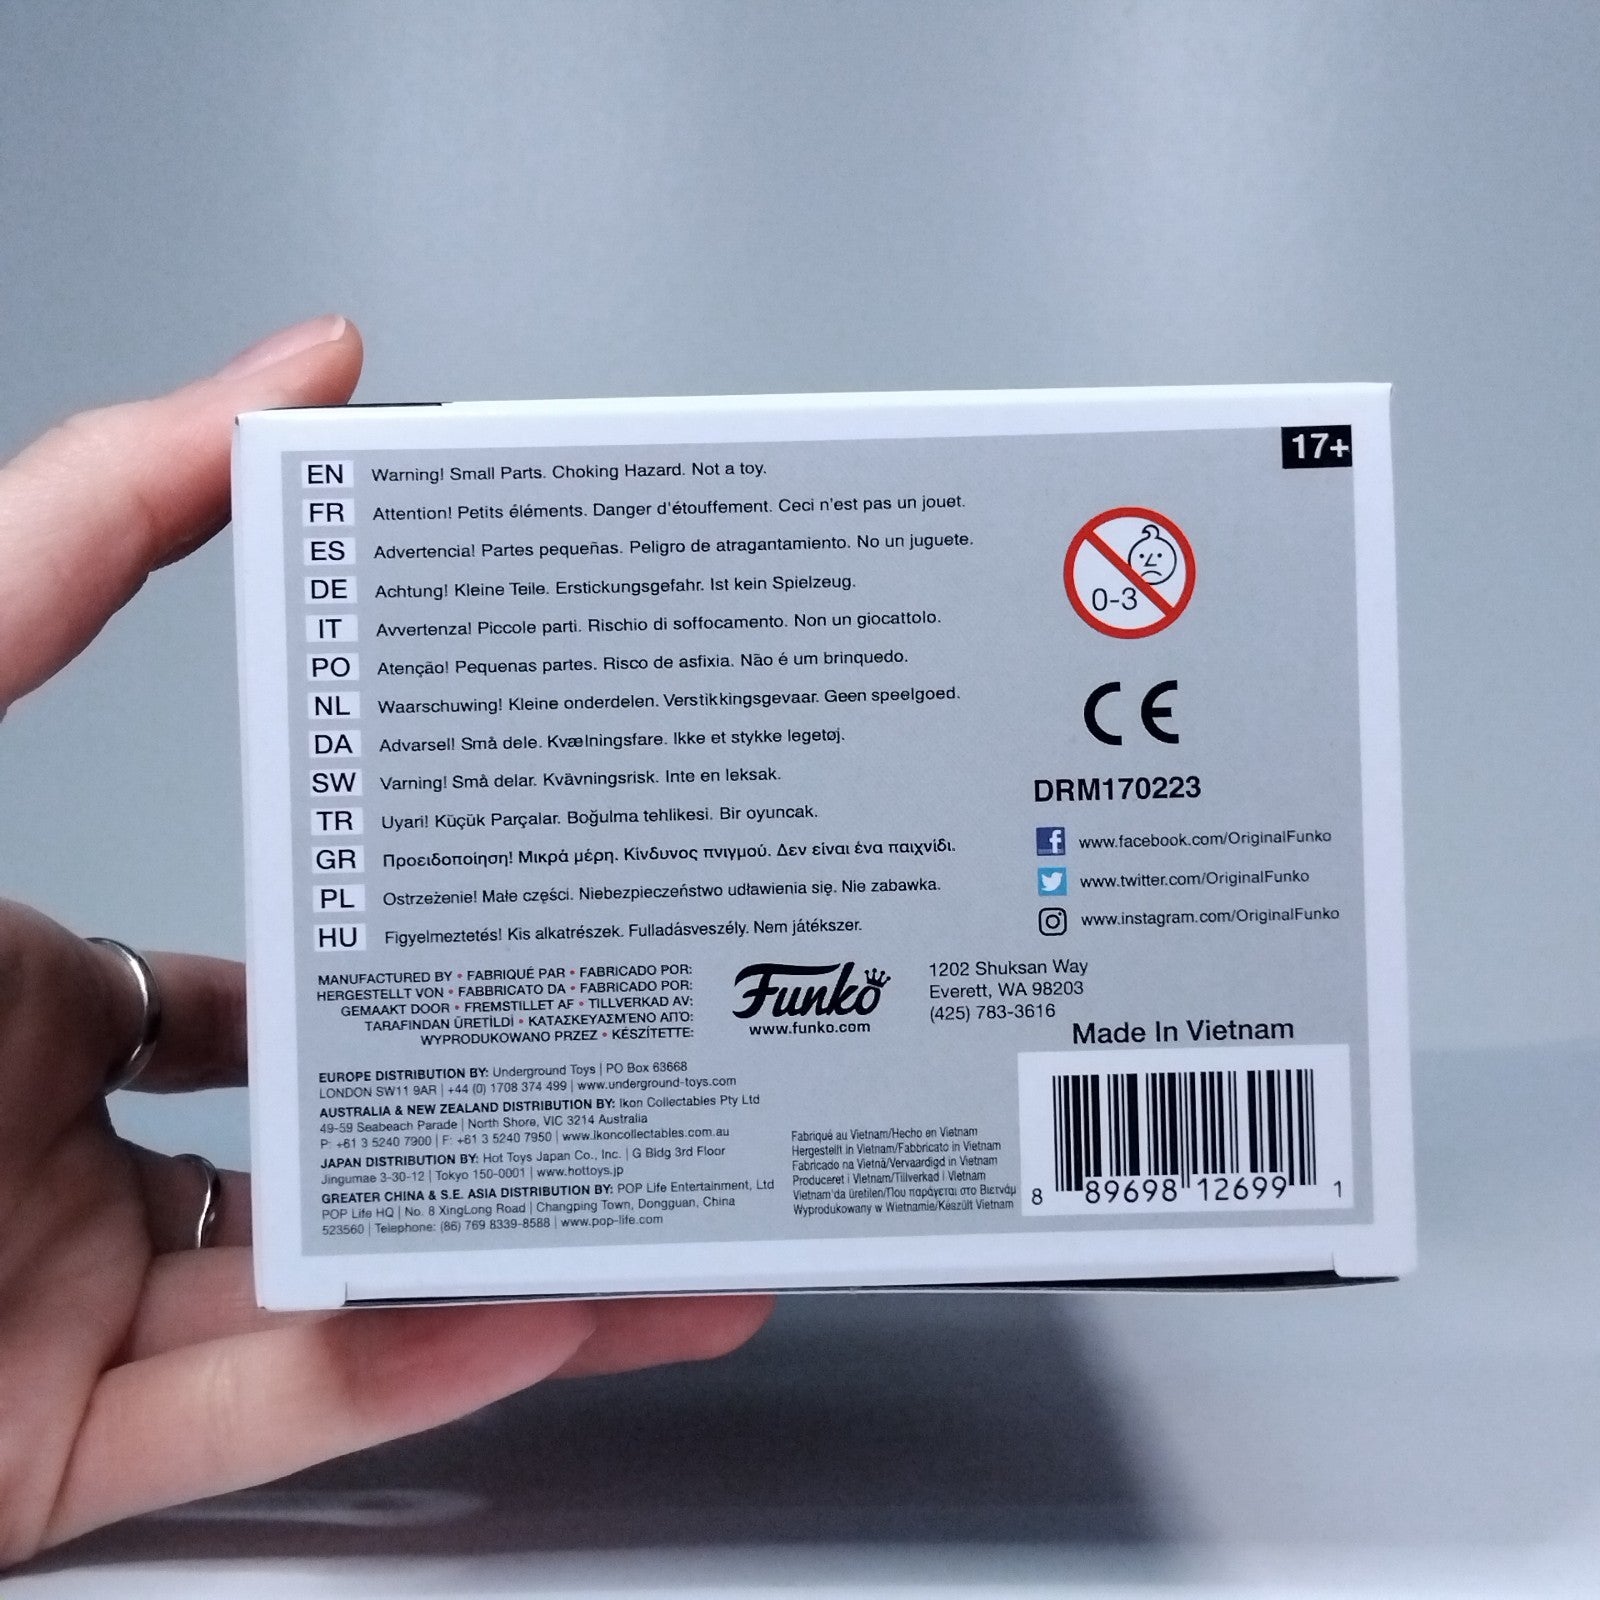 17+
EN Warning! Small Parts. Choking Hazard. Not a toy.
FR Attention! Petits éléments. Danger d'étouffement. Ceci n'est pas un jouet.
ES Advertencia! Partes pequeñas. Peligro de atragantamiento. No un juguete.
DE Achtung! Kleine Teile. Erstickungsgefahr. Ist kein Spielzeug.
IT Avvertenza! Piccole parti. Rischio di soffocamento. Non un giocattolo.
PO Atenção! Pequenas partes. Risco de asfixia. Não é um brinquedo.
NL Waarschuwing! Kleine onderdelen. Verstikkingsgevaar. Geen speelgoed.
DA Advarsel! Små dele. Kvælningsfare. Ikke et stykke legetøj.
SW Varning! Små delar. Kvävningsrisk. Inte en leksak.
TR Uyari! Küçük Parçalar. Boğulma tehlikesi. Bir oyuncak.
GR Προειδοποίηση! Μικρά μέρη. Κίνδυνος πνιγμού. Δεν είναι ένα παιχνίδι.
PL Ostrzeżenie! Małe części. Niebezpieczeństwo udławienia się. Nie zabawka.
HU Figyelmeztetés! Kis alkatrészek. Fulladásveszély. Nem játékszer.
0-3
CE
DRM170223
www.facebook.com/OriginalFunko
www.twitter.com/OriginalFunko
www.instagram.com/OriginalFunko
MANUFACTURED BY • FABRIQUÉ PAR • FABRICADO POR:
HERGESTELLT VON • FABBRICATO DA • FABRICADO POR:
GEMAAKT DOOR • FREMSTILLET AF • TILLVERKAD AV:
TARAFINDAN ÜRETİLDİ • ΚΑΤΑΣΚΕΥΑΣΜΈΝΟ ΑΠΌ:
WYPRODUKOWANO PRZEZ • KÉSZÍTETTE:
Funko
www.funko.com
1202 Shuksan Way
Everett, WA 98203
(425) 783-3616
Made In Vietnam
EUROPE DISTRIBUTION BY: Underground Toys | PO Box 63668
LONDON SW11 9AR | +44 (0) 1708 374 499 | www.underground-toys.com
AUSTRALIA & NEW ZEALAND DISTRIBUTION BY: Ikon Collectables Pty Ltd
49-59 Seabeach Parade | North Shore, VIC 3214 Australia
P: +61 3 5240 7900 | F: +61 3 5240 7950 | www.ikoncollectables.com.au
JAPAN DISTRIBUTION BY: Hot Toys Japan Co., Inc. | G Bldg 3rd Floor
Jingumae 3-30-12 | Tokyo 150-0001 | www.hottoys.jp
GREATER CHINA & S.E. ASIA DISTRIBUTION BY: POP Life Entertainment, Ltd
POP Life HQ | No. 8 XingLong Road | Changping Town, Dongguan, China
523560 | Telephone: (86) 769 8339-8588 | www.pop-life.com
Fabriqué au Vietnam/Hecho en Vietnam
Hergestellt in Vietnam/Fabbricato in Vietnam
Fabricado na Vietnã/Vervaardigd in Vietnam
Produceret i Vietnam/Tillverkad i Vietnam
Vietnam'da üretilen/Που παράγεται στο Βιετνάμ
Wyprodukowany w Wietnamie/Készült Vietnam
8 89698 12699 1